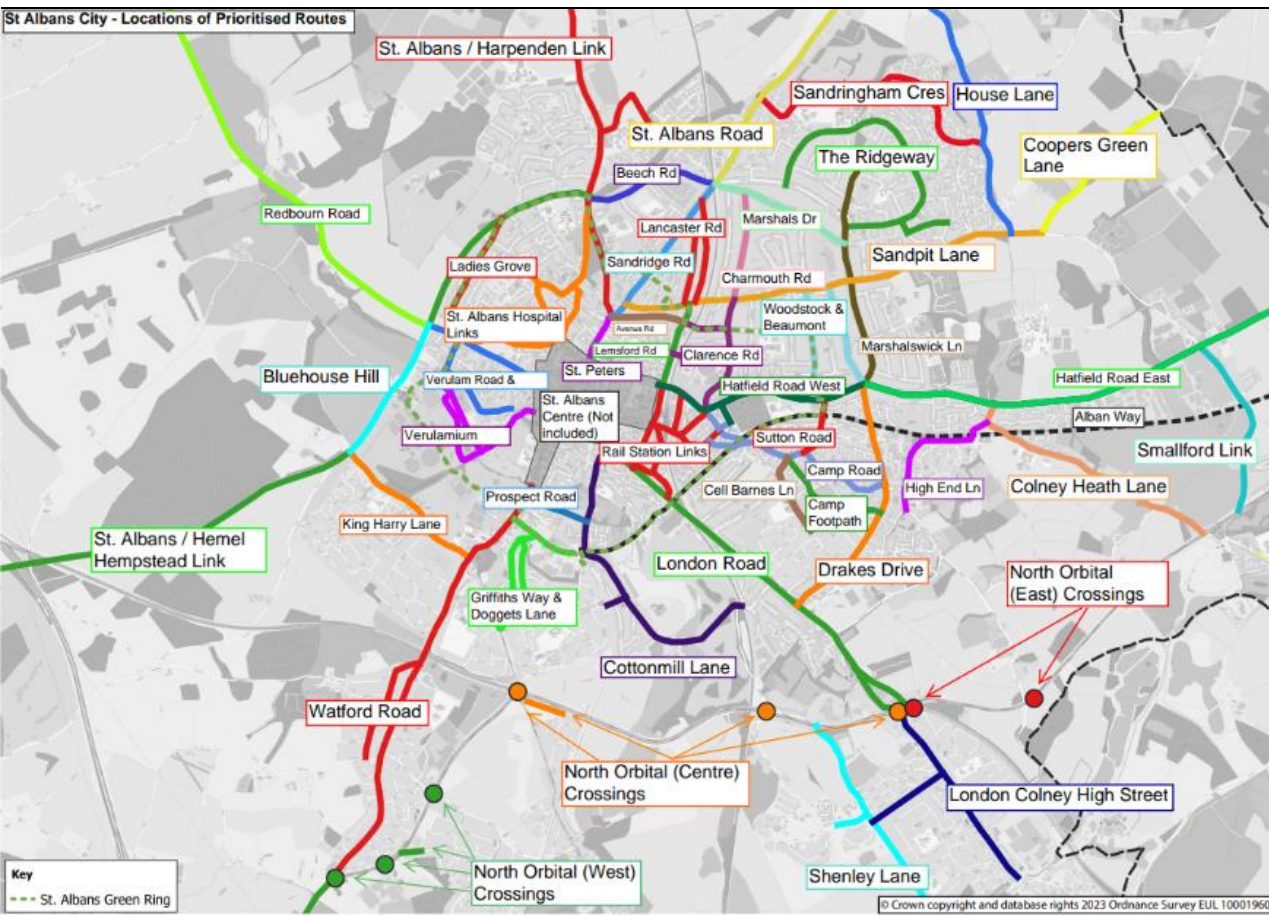 St Albans City - Locations of Prioritised Routes
St. Albans / Harpenden Link
Sandringham Cres
House Lane
St. Albans Road
Coopers Green
Lane
The Ridgeway
Beech Rd
Redbourn Road
Marshals Dr
Lancaster Rd
Sandpit Lane
Ladies Grove
Sandridge Rd
Charmouth Rd
St. Albans Hospital
Links
Woodstock &
Beaumont
Avenue Rd
Lemsford Rd
Clarence Rd
Marshalswick Ln
St. Peters
Bluehouse Hill
Verulam Road &
Hatfield Road West
Hatfield Road East
St. Albans
Centre (Not
included)
Alban Way
Verulamium
Sutton Road
Rail Station Links
Smallford Link
Camp Road
Cell Barnes Ln
High End Ln
Colney Heath Lane
Prospect Road
Camp
Footpath
King Harry Lane
St. Albans / Hemel
Hempstead Link
London Road
Drakes Drive
North Orbital
(East) Crossings
Griffiths Way &
Doggets Lane
Cottonmill Lane
Watford Road
North Orbital (Centre)
Crossings
London Colney High Street
North Orbital (West)
Crossings
Shenley Lane
Key
St. Albans Green Ring
© Crown copyright and database rights 2023 Ordnance Survey EUL 10001960